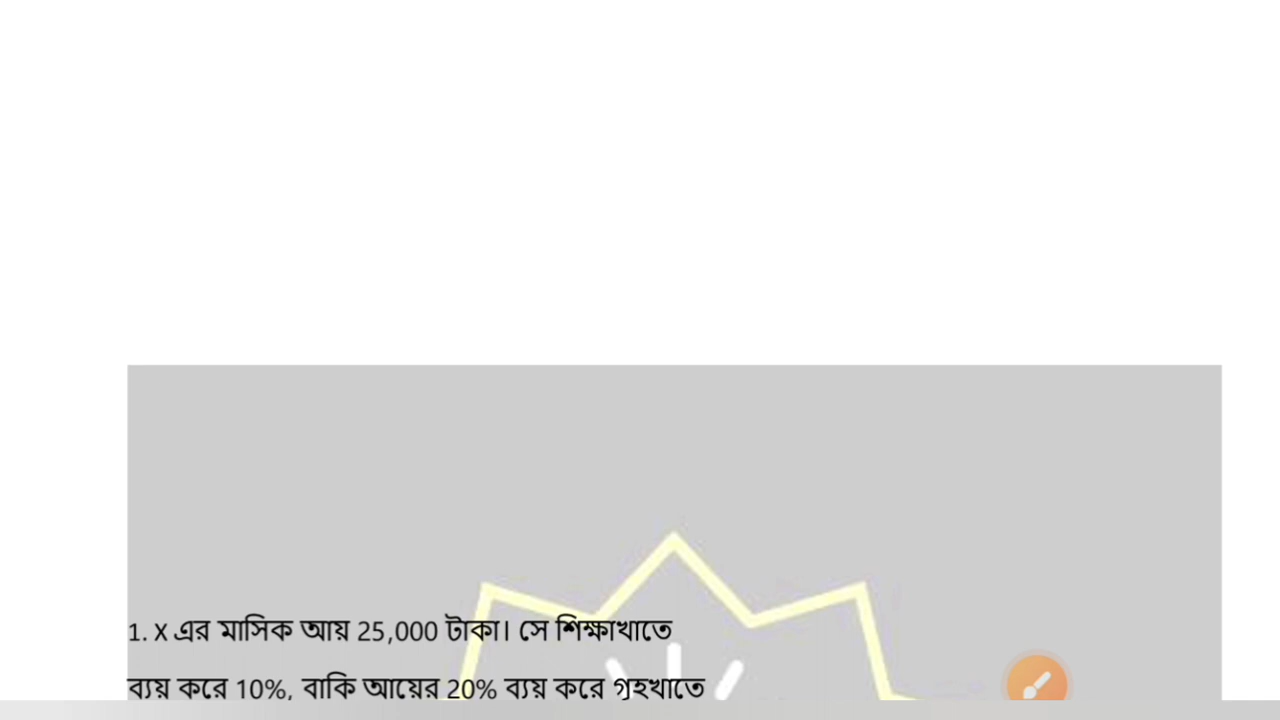 1. X এর মাসিক আয় 25,000 টাকা। সে শিক্ষাখাতে
ব্যয় করে 10%, বাকি আয়ের 20% ব্যয় করে গৃহখাতে